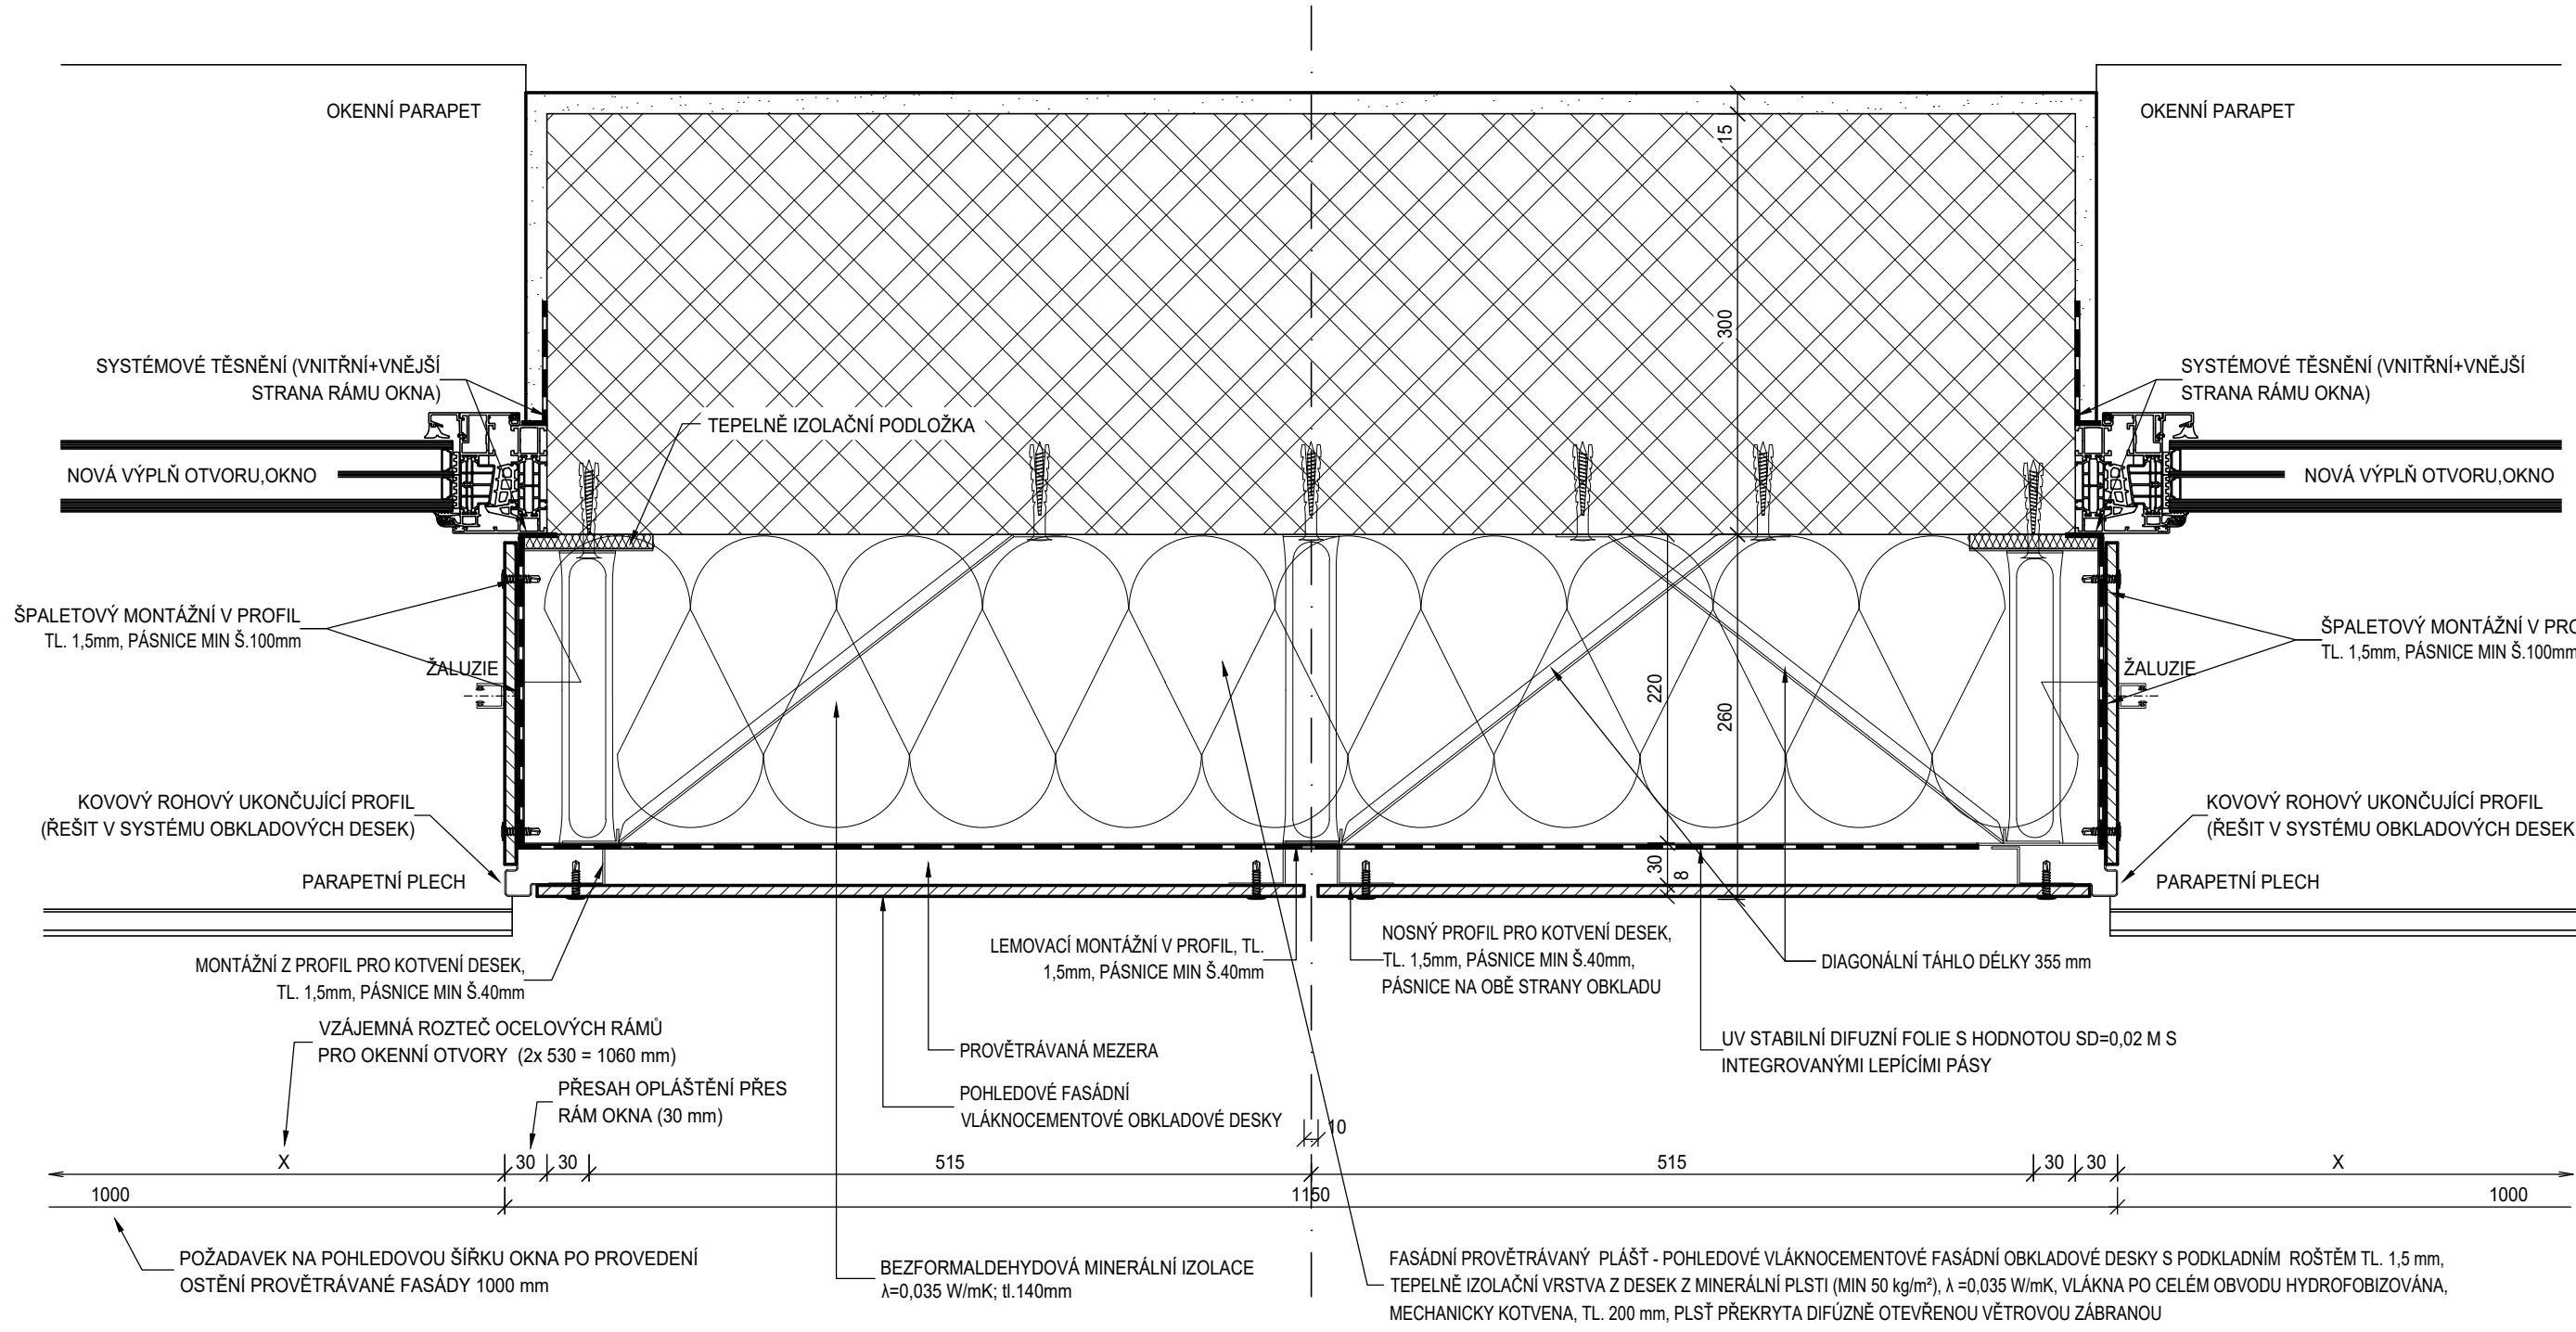 OKENNÍ PARAPET
OKENNÍ PARAPET
15
300
SYSTÉMOVÉ TĚSNĚNÍ (VNITŘNÍ+VNĚJŠÍ
STRANA RÁMU OKNA)
SYSTÉMOVÉ TĚSNĚNÍ (VNITŘNÍ+VNĚJŠÍ
STRANA RÁMU OKNA)
TEPELNĚ IZOLAČNÍ PODLOŽKA
NOVÁ VÝPLŇ OTVORU,OKNO
NOVÁ VÝPLŇ OTVORU,OKNO
ŠPALETOVÝ MONTÁŽNÍ V PROFIL
TL. 1,5mm, PÁSNICE MIN Š.100mm
ŠPALETOVÝ MONTÁŽNÍ V PRO
TL. 1,5mm, PÁSNICE MIN Š.100mm
ŽALUZIE
ŽALUZIE
220
260
KOVOVÝ ROHOVÝ UKONČUJÍCÍ PROFIL
(ŘEŠIT V SYSTÉMU OBKLADOVÝCH DESEK)
KOVOVÝ ROHOVÝ UKONČUJÍCÍ PROFIL
(ŘEŠIT V SYSTÉMU OBKLADOVÝCH DESEK
30
8
PARAPETNÍ PLECH
PARAPETNÍ PLECH
MONTÁŽNÍ Z PROFIL PRO KOTVENÍ DESEK,
TL. 1,5mm, PÁSNICE MIN Š.40mm
LEMOVACÍ MONTÁŽNÍ V PROFIL, TL.
1,5mm, PÁSNICE MIN Š.40mm
NOSNÝ PROFIL PRO KOTVENÍ DESEK,
TL. 1,5mm, PÁSNICE MIN Š.40mm,
PÁSNICE NA OBĚ STRANY OBKLADU
DIAGONÁLNÍ TÁHLO DÉLKY 355 mm
VZÁJEMNÁ ROZTEČ OCELOVÝCH RÁMŮ
PRO OKENNÍ OTVORY (2x 530 = 1060 mm)
PROVĚTRÁVANÁ MEZERA
UV STABILNÍ DIFUZNÍ FOLIE S HODNOTOU SD=0,02 M S
INTEGROVANÝMI LEPÍCÍMI PÁSY
PŘESAH OPLÁŠTĚNÍ PŘES
RÁM OKNA (30 mm)
POHLEDOVÉ FASÁDNÍ
VLÁKNOCEMENTOVÉ OBKLADOVÉ DESKY
10
X 30 30 515 515 30 30 X
1000 1150 1000
POŽADAVEK NA POHLEDOVOU ŠÍŘKU OKNA PO PROVEDENÍ
OSTĚNÍ PROVĚTRÁVANÉ FASÁDY 1000 mm
BEZFORMALDEHYDOVÁ MINERÁLNÍ IZOLACE
λ=0,035 W/mK; tl.140mm
FASÁDNÍ PROVĚTRÁVANÝ PLÁŠŤ - POHLEDOVÉ VLÁKNOCEMENTOVÉ FASÁDNÍ OBKLADOVÉ DESKY S PODKLADNÍM ROŠTĚM TL. 1,5 mm,
TEPELNĚ IZOLAČNÍ VRSTVA Z DESEK Z MINERÁLNÍ PLSTI (MIN 50 kg/m²), λ =0,035 W/mK, VLÁKNA PO CELÉM OBVODU HYDROFOBIZOVÁNA,
MECHANICKY KOTVENA, TL. 200 mm, PLSŤ PŘEKRYTA DIFÚZNĚ OTEVŘENOU VĚTROVOU ZÁBRANOU